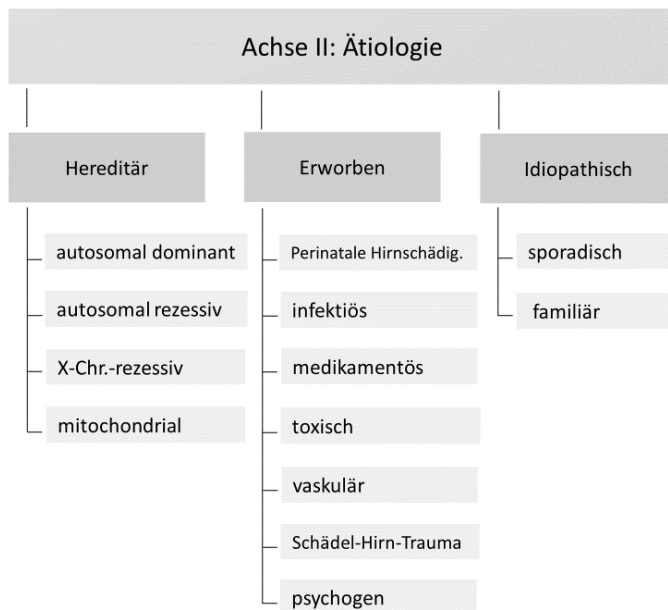 Achse II: Ätiologie
Hereditär
autosomal dominant
autosomal rezessiv
X-Chr.-rezessiv
mitochondrial
Erworben
Perinatale Hirnschädig.
infektiös
medikamentös
toxisch
vaskulär
Schädel-Hirn-Trauma
psychogen
Idiopathisch
sporadisch
familiär